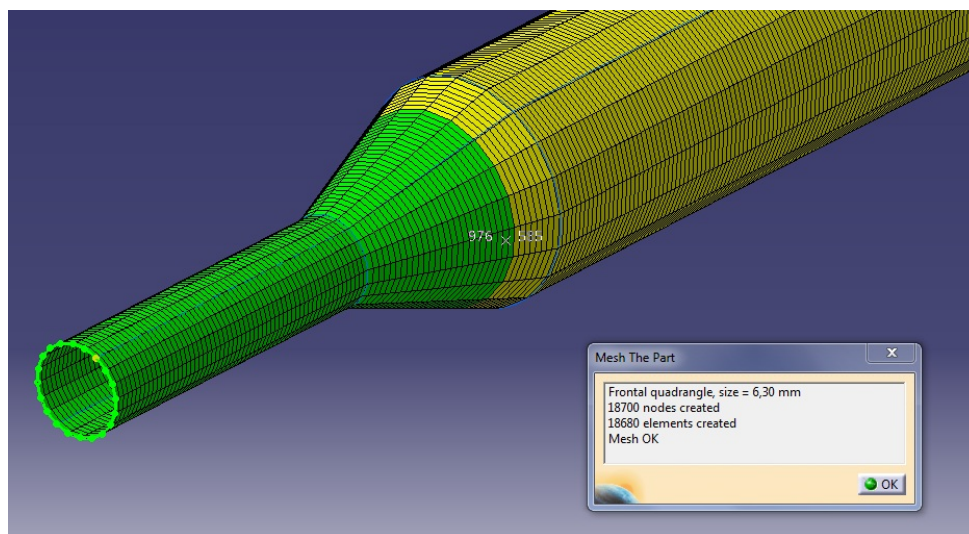 976 585
Mesh The Part
Frontal quadrangle, size = 6,30 mm
18700 nodes created
18680 elements created
Mesh OK
OK